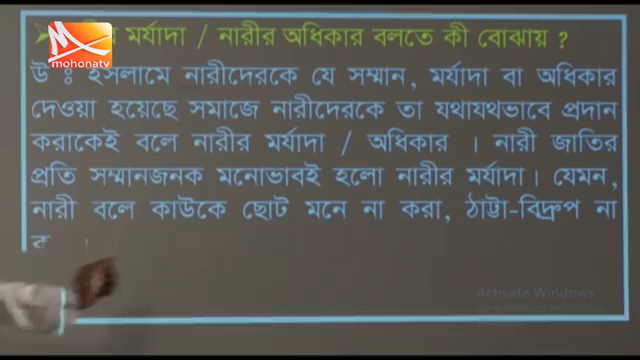 mohonatv
মর্যাদা / নারীর অধিকার বলতে কী বোঝায় ?
উ ঃ ইসলামে নারীদেরকে যে সম্মান, মর্যাদা বা অধিকার
দেওয়া হয়েছে সমাজে নারীদেরকে তা যথাযথভাবে প্রদান
করাকেই বলে নারীর মর্যাদা / অধিকার । নারী জাতির
প্রতি সম্মানজনক মনোভাবই হলো নারীর মর্যাদা। যেমন,
নারী বলে কাউকে ছোট মনে না করা, ঠাট্টা-বিদ্রুপ না
Activate Windows